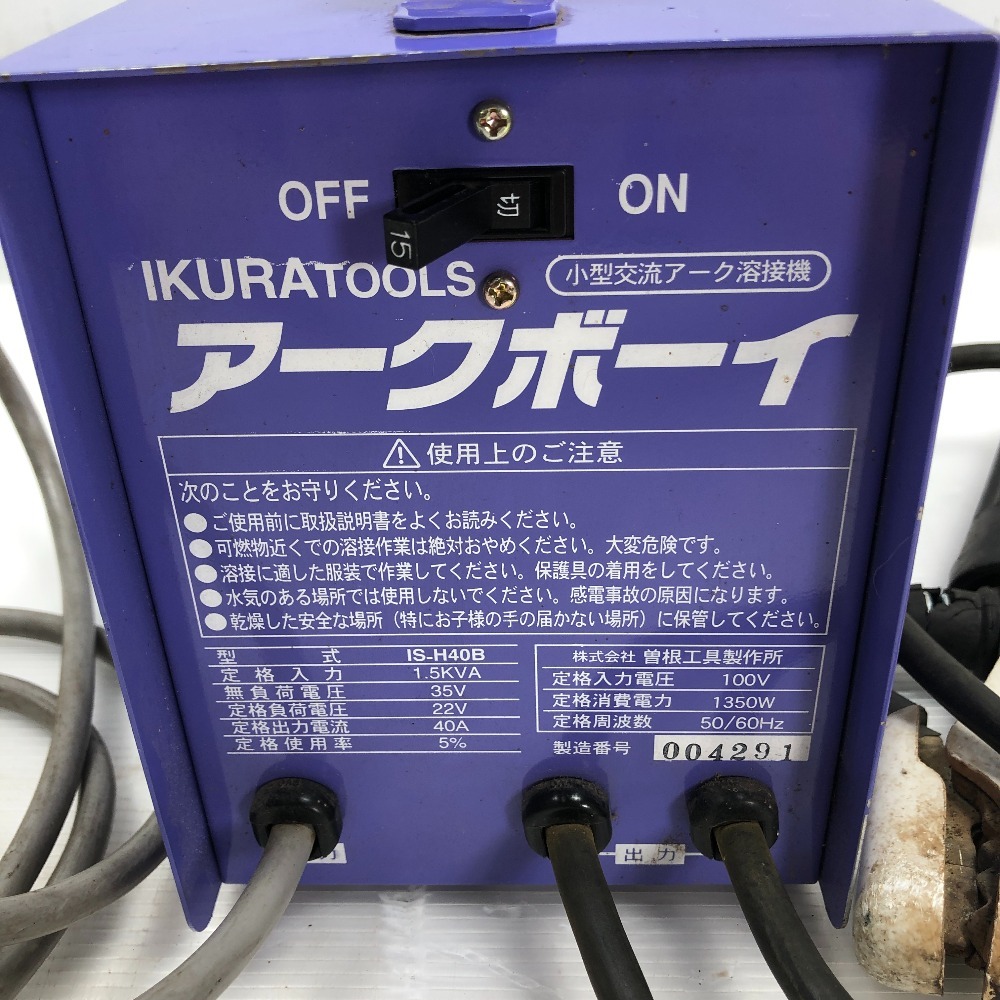 OFF
切
15
ON
IKURATOOLS
小型交流アーク溶接機
アークボーイ
使用上のご注意
次のことをお守りください。
●ご使用前に取扱説明書をよくお読みください。
●可燃物近くでの溶接作業は絶対おやめください。大変危険です。
●溶接に適した服装で作業してください。保護具の着用をしてください。
●水気のある場所では使用しないでください。感電事故の原因になります。
●乾燥した安全な場所（特にお子様の手の届かない場所）に保管してください。
型式 IS-H40B
定格入力 1.5KVA
無負荷電圧 35V
定格負荷電圧 22V
定格出力電流 40A
定格使用率 5%
株式会社 曽根工具製作所
定格入力電圧 100V
定格消費電力 1350W
定格周波数 50/60Hz
製造番号 004291
力
出力